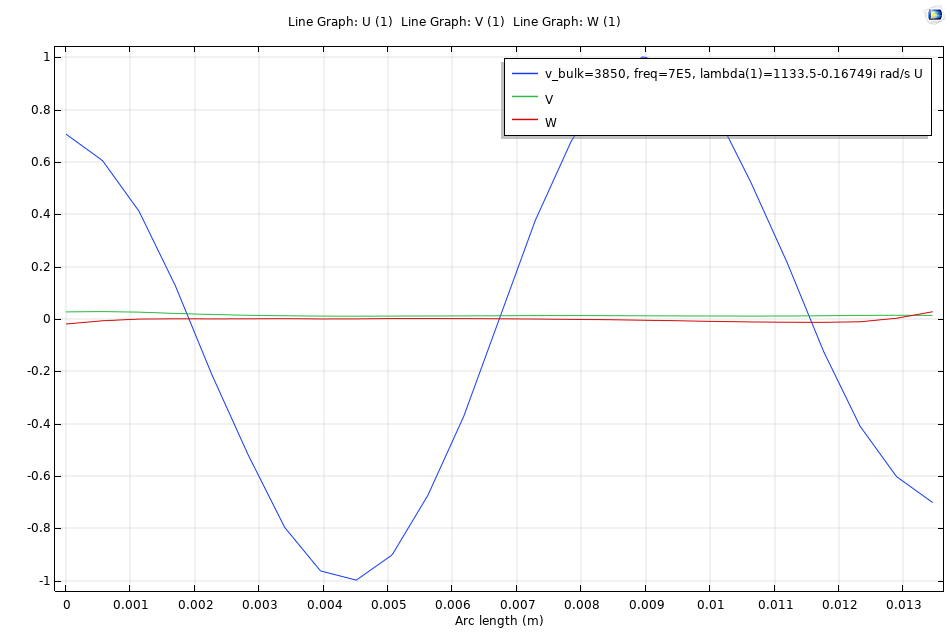 Line Graph: U (1)  Line Graph: V (1)  Line Graph: W (1)
v_bulk=3850, freq=7E5, lambda(1)=1133.5-0.16749i rad/s U
V
W
1
0.8
0.6
0.4
0.2
0
-0.2
-0.4
-0.6
-0.8
-1
0 0.001 0.002 0.003 0.004 0.005 0.006 0.007 0.008 0.009 0.01 0.011 0.012 0.013
Arc length (m)